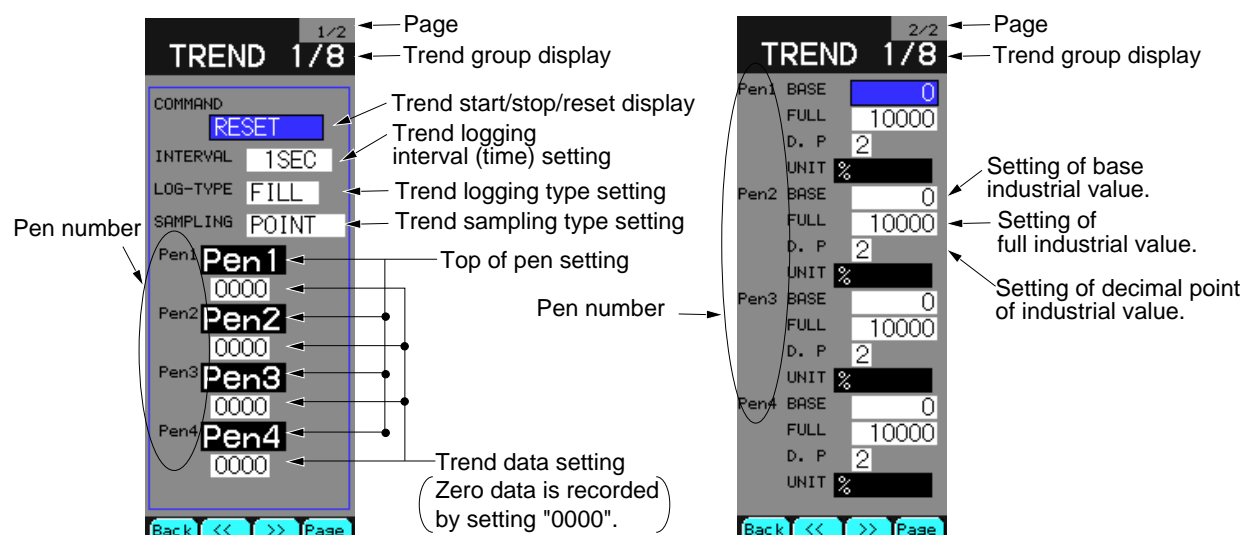 1/2
Page
TREND 1/8
Trend group display
COMMAND
RESET
Trend start/stop/reset display
INTERVAL 1SEC
Trend logging
interval (time) setting
LOG-TYPE FILL
Trend logging type setting
SAMPLING POINT
Trend sampling type setting
Pen number
Pen1 Pen1
Top of pen setting
0000
Pen2 Pen2
0000
Pen3 Pen3
0000
Pen4 Pen4
0000
Trend data setting
Zero data is recorded
by setting "0000".
Back << >> Page
2/2
Page
TREND 1/8
Trend group display
Pen1 BASE 0
FULL 10000
D. P 2
UNIT %
Pen2 BASE 0
FULL 10000
D. P 2
UNIT %
Pen3 BASE 0
FULL 10000
D. P 2
UNIT %
Pen4 BASE 0
FULL 10000
D. P 2
UNIT %
Setting of base
industrial value.
Setting of
full industrial value.
Setting of decimal point
of industrial value.
Pen number
Back << >> Page